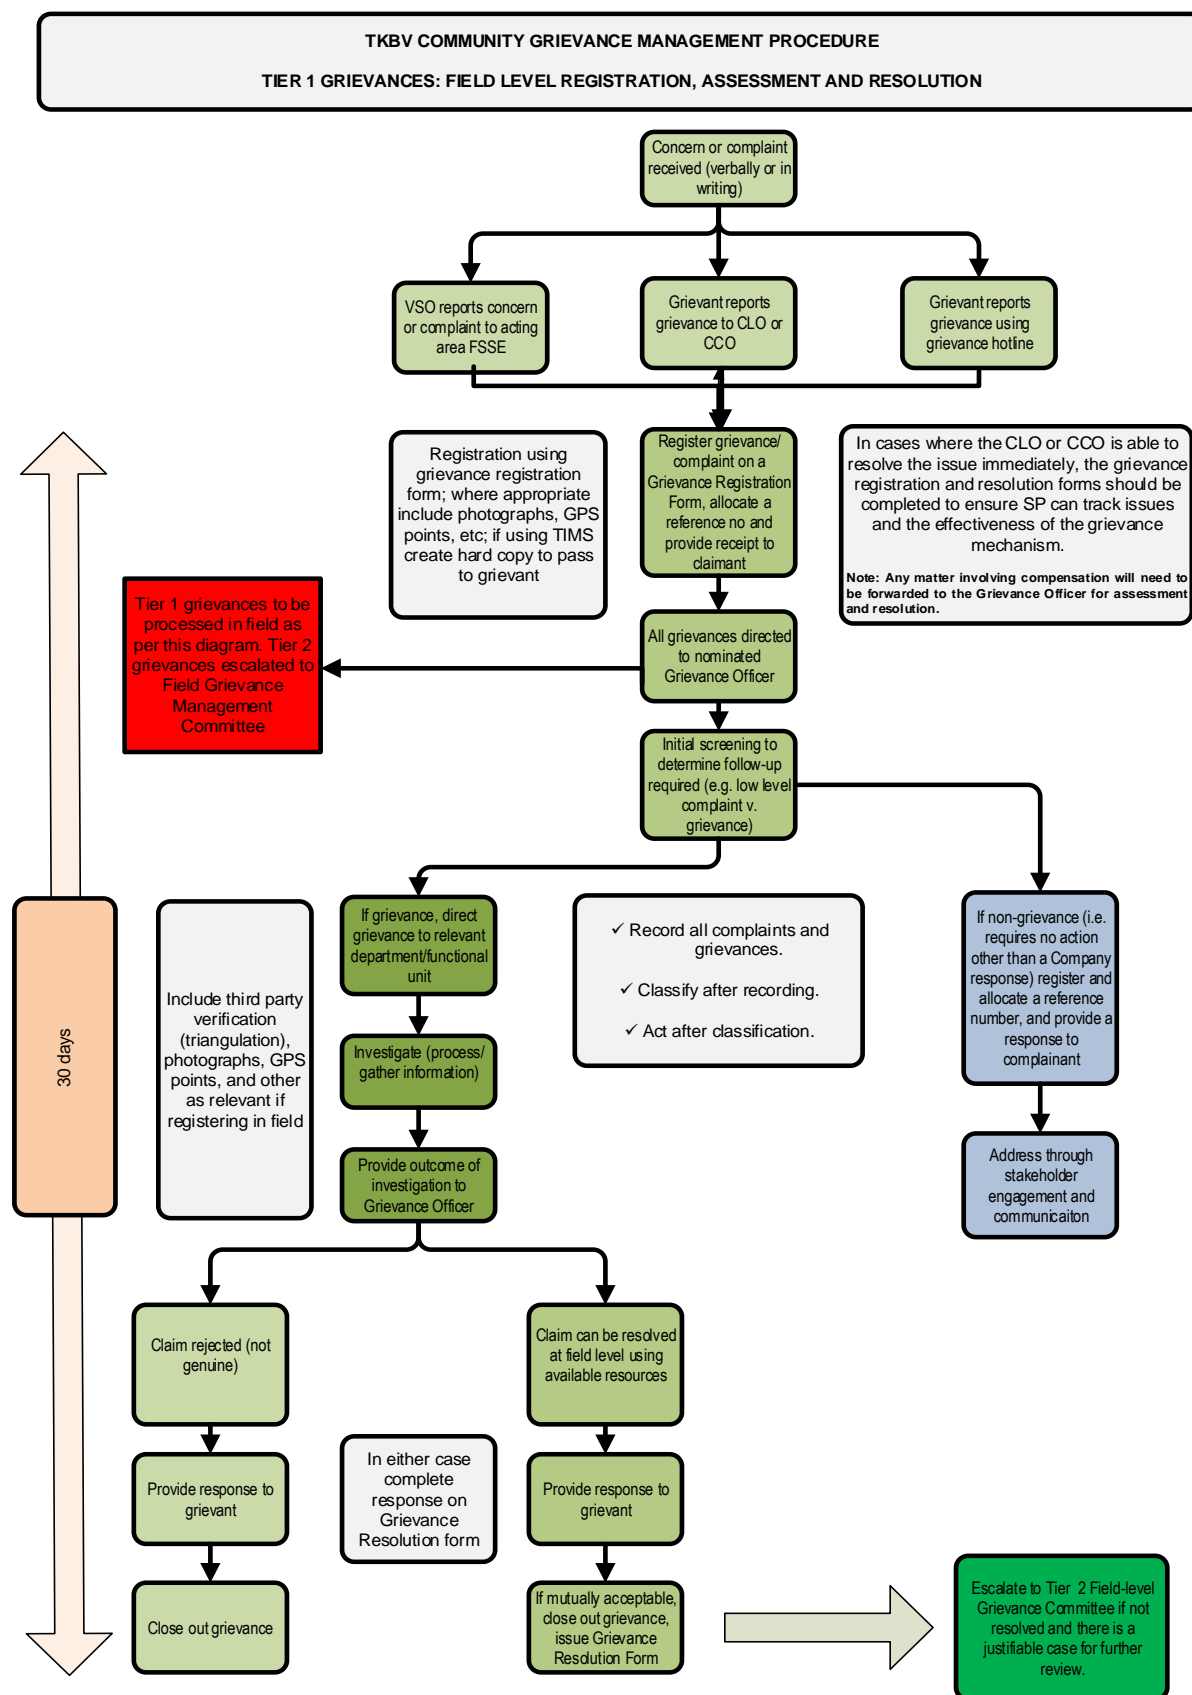 TKBV COMMUNITY GRIEVANCE MANAGEMENT PROCEDURE
TIER 1 GRIEVANCES: FIELD LEVEL REGISTRATION, ASSESSMENT AND RESOLUTION
Concern or complaint
received (verbally or in
writing)
VSO reports concern
or complaint to acting
area FSSE
Grievant reports
grievance to CLO or
CCO
Grievant reports
grievance using
grievance hotline
Registration using
grievance registration
form; where appropriate
include photographs, GPS
points, etc; if using TIMS
create hard copy to pass
to grievant
Register grievance/
complaint on a
Grievance Registration
Form, allocate a
reference no and
provide receipt to
claimant
In cases where the CLO or CCO is able to
resolve the issue immediately, the grievance
registration and resolution forms should be
completed to ensure SP can track issues
and the effectiveness of the grievance
mechanism.
Note: Any matter involving compensation will need to
be forwarded to the Grievance Officer for assessment
and resolution.
Tier 1 grievances to be
processed in field as
per this diagram. Tier 2
grievances escalated to
Field Grievance
Management
Committee
All grievances directed
to nominated
Grievance Officer
Initial screening to
determine follow-up
required (e.g. low level
complaint v.
grievance)
30 days
Include third party
verification
(triangulation),
photographs, GPS
points, and other
as relevant if
registering in field
If grievance, direct
grievance to relevant
department/functional
unit
✓ Record all complaints and
grievances.
✓ Classify after recording.
✓ Act after classification.
If non-grievance (i.e.
requires no action
other than a Company
response) register and
allocate a reference
number, and provide a
response to
complainant
Investigate (process/
gather information)
Provide outcome of
investigation to
Grievance Officer
Address through
stakeholder
engagement and
communicaiton
Claim rejected (not
genuine)
Claim can be resolved
at field level using
available resources
Provide response to
grievant
In either case
complete
response on
Grievance
Resolution form
Provide response to
grievant
Close out grievance
If mutually acceptable,
close out grievance,
issue Grievance
Resolution Form
Escalate to Tier 2 Field-level
Grievance Committee if not
resolved and there is a
justifiable case for further
review.